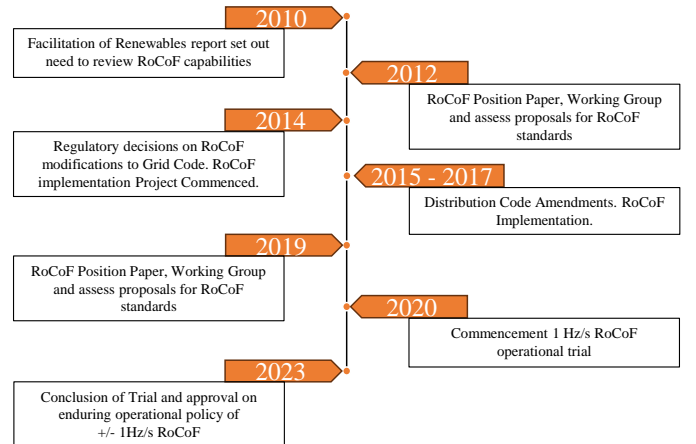 2010
Facilitation of Renewables report set out
need to review RoCoF capabilities
2012
RoCoF Position Paper, Working Group
and assess proposals for RoCoF
standards
2014
Regulatory decisions on RoCoF
modifications to Grid Code. RoCoF
implementation Project Commenced.
2015 - 2017
Distribution Code Amendments. RoCoF
Implementation.
2019
RoCoF Position Paper, Working Group
and assess proposals for RoCoF
standards
2020
Commencement 1 Hz/s RoCoF
operational trial
2023
Conclusion of Trial and approval on
enduring operational policy of
+/- 1Hz/s RoCoF